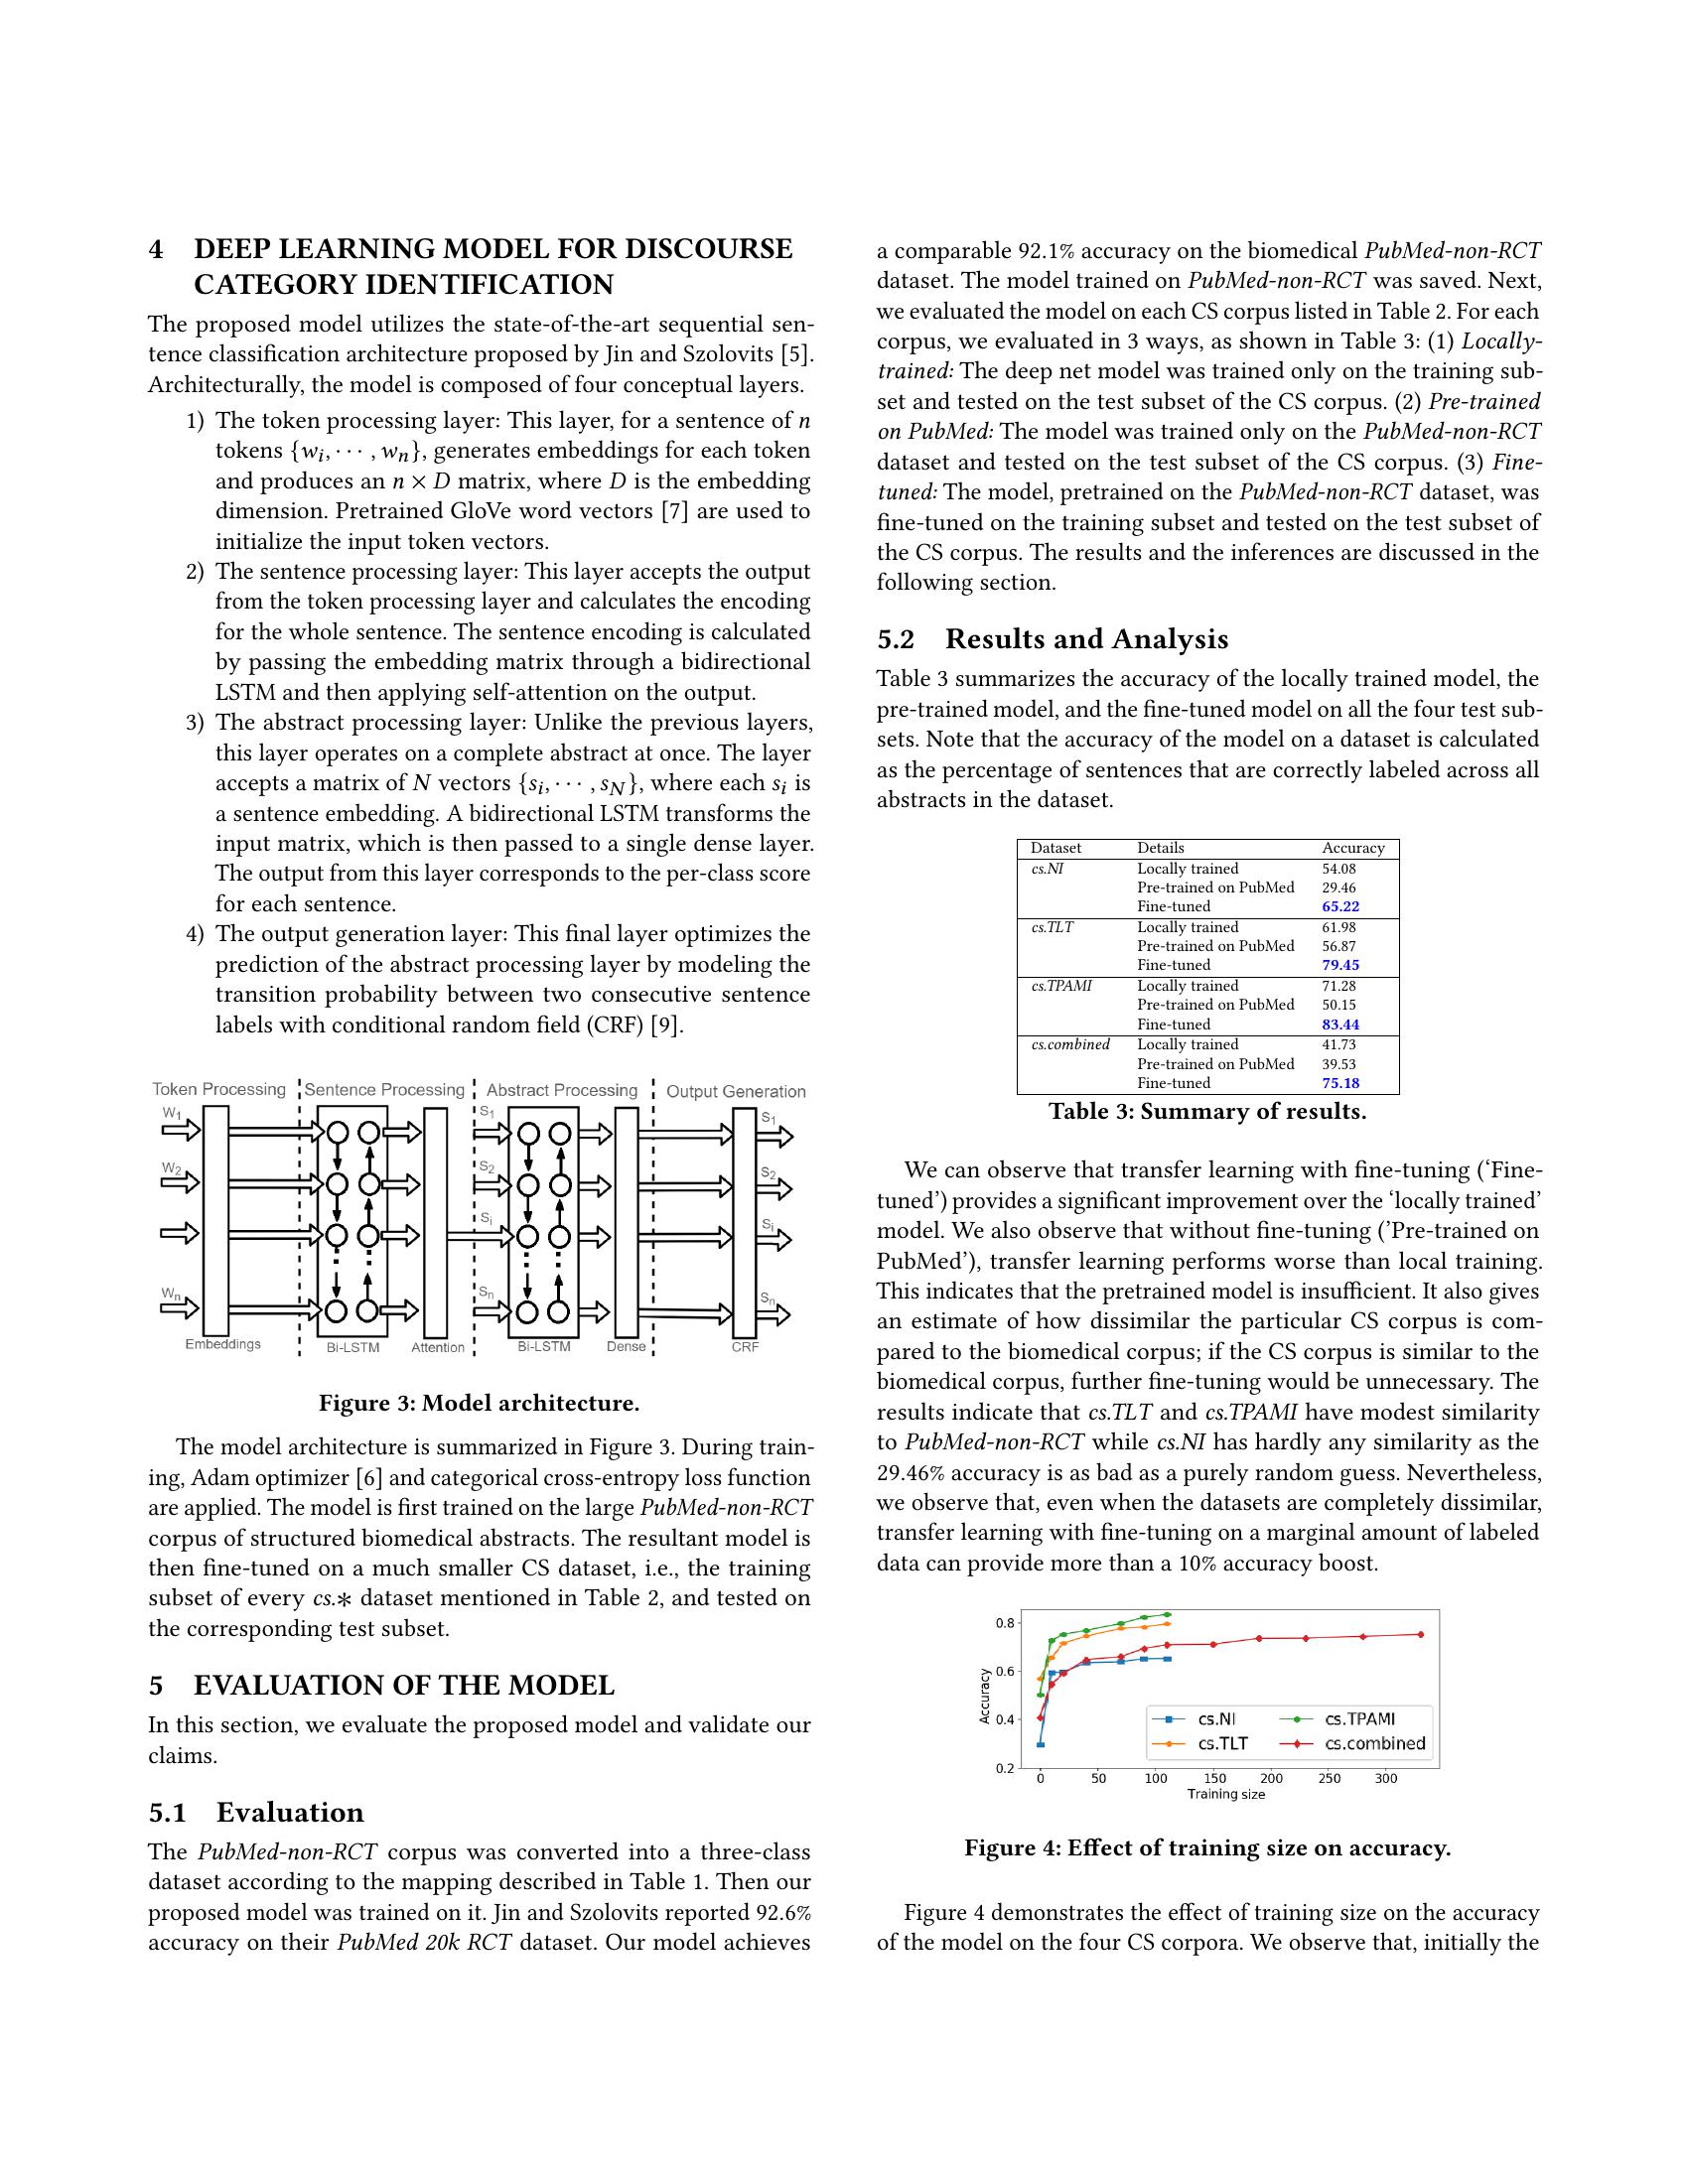 4 DEEP LEARNING MODEL FOR DISCOURSE
CATEGORY IDENTIFICATION
The proposed model utilizes the state-of-the-art sequential sen-
tence classification architecture proposed by Jin and Szolovits [5].
Architecturally, the model is composed of four conceptual layers.
1) The token processing layer: This layer, for a sentence of n
tokens {wi, · · · , wn}, generates embeddings for each token
and produces an n × D matrix, where D is the embedding
dimension. Pretrained GloVe word vectors [7] are used to
initialize the input token vectors.
2) The sentence processing layer: This layer accepts the output
from the token processing layer and calculates the encoding
for the whole sentence. The sentence encoding is calculated
by passing the embedding matrix through a bidirectional
LSTM and then applying self-attention on the output.
3) The abstract processing layer: Unlike the previous layers,
this layer operates on a complete abstract at once. The layer
accepts a matrix of N vectors {si, · · · , sN}, where each si is
a sentence embedding. A bidirectional LSTM transforms the
input matrix, which is then passed to a single dense layer.
The output from this layer corresponds to the per-class score
for each sentence.
4) The output generation layer: This final layer optimizes the
prediction of the abstract processing layer by modeling the
transition probability between two consecutive sentence
labels with conditional random field (CRF) [9].
Token Processing Sentence Processing Abstract Processing Output Generation
W1 S1 S1
W2 S2 S2
Si Si
Wn Sn Sn
Embeddings Bi-LSTM Attention Bi-LSTM Dense CRF
Figure 3: Model architecture.
The model architecture is summarized in Figure 3. During train-
ing, Adam optimizer [6] and categorical cross-entropy loss function
are applied. The model is first trained on the large PubMed-non-RCT
corpus of structured biomedical abstracts. The resultant model is
then fine-tuned on a much smaller CS dataset, i.e., the training
subset of every cs.∗ dataset mentioned in Table 2, and tested on
the corresponding test subset.
5 EVALUATION OF THE MODEL
In this section, we evaluate the proposed model and validate our
claims.
5.1 Evaluation
The PubMed-non-RCT corpus was converted into a three-class
dataset according to the mapping described in Table 1. Then our
proposed model was trained on it. Jin and Szolovits reported 92.6%
accuracy on their PubMed 20k RCT dataset. Our model achieves
a comparable 92.1% accuracy on the biomedical PubMed-non-RCT
dataset. The model trained on PubMed-non-RCT was saved. Next,
we evaluated the model on each CS corpus listed in Table 2. For each
corpus, we evaluated in 3 ways, as shown in Table 3: (1) Locally-
trained: The deep net model was trained only on the training sub-
set and tested on the test subset of the CS corpus. (2) Pre-trained
on PubMed: The model was trained only on the PubMed-non-RCT
dataset and tested on the test subset of the CS corpus. (3) Fine-
tuned: The model, pretrained on the PubMed-non-RCT dataset, was
fine-tuned on the training subset and tested on the test subset of
the CS corpus. The results and the inferences are discussed in the
following section.
5.2 Results and Analysis
Table 3 summarizes the accuracy of the locally trained model, the
pre-trained model, and the fine-tuned model on all the four test sub-
sets. Note that the accuracy of the model on a dataset is calculated
as the percentage of sentences that are correctly labeled across all
abstracts in the dataset.
Dataset Details Accuracy
cs.NI Locally trained 54.08
Pre-trained on PubMed 29.46
Fine-tuned 65.22
cs.TLT Locally trained 61.98
Pre-trained on PubMed 56.87
Fine-tuned 79.45
cs.TPAMI Locally trained 71.28
Pre-trained on PubMed 50.15
Fine-tuned 83.44
cs.combined Locally trained 41.73
Pre-trained on PubMed 39.53
Fine-tuned 75.18
Table 3: Summary of results.
We can observe that transfer learning with fine-tuning (‘Fine-
tuned’) provides a significant improvement over the ‘locally trained’
model. We also observe that without fine-tuning (’Pre-trained on
PubMed’), transfer learning performs worse than local training.
This indicates that the pretrained model is insufficient. It also gives
an estimate of how dissimilar the particular CS corpus is com-
pared to the biomedical corpus; if the CS corpus is similar to the
biomedical corpus, further fine-tuning would be unnecessary. The
results indicate that cs.TLT and cs.TPAMI have modest similarity
to PubMed-non-RCT while cs.NI has hardly any similarity as the
29.46% accuracy is as bad as a purely random guess. Nevertheless,
we observe that, even when the datasets are completely dissimilar,
transfer learning with fine-tuning on a marginal amount of labeled
data can provide more than a 10% accuracy boost.
0.8
0.6
0.4
0.2
Accuracy
cs.NI cs.TPAMI
cs.TLT cs.combined
0 50 100 150 200 250 300
Training size
Figure 4: Effect of training size on accuracy.
Figure 4 demonstrates the effect of training size on the accuracy
of the model on the four CS corpora. We observe that, initially the